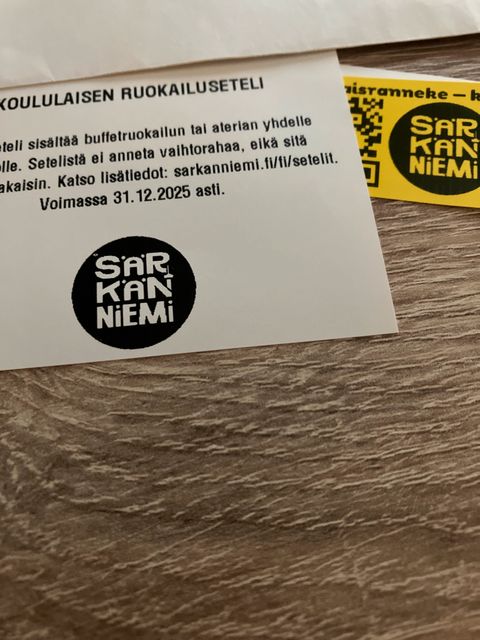 KOULULAISEN RUOKAILUSETELI
eteli sisältää buffetruokailun tai aterian yhdelle
lle. Setelistä ei anneta vaihtorahaa, eikä sitä
akaisin. Katso lisätiedot: sarkanniemi.fi/fi/setelit.
Voimassa 31.12.2025 asti.
SÄR
KÄN
NiEMi
aisranneke – k
SÄR
KÄN
NiEMi